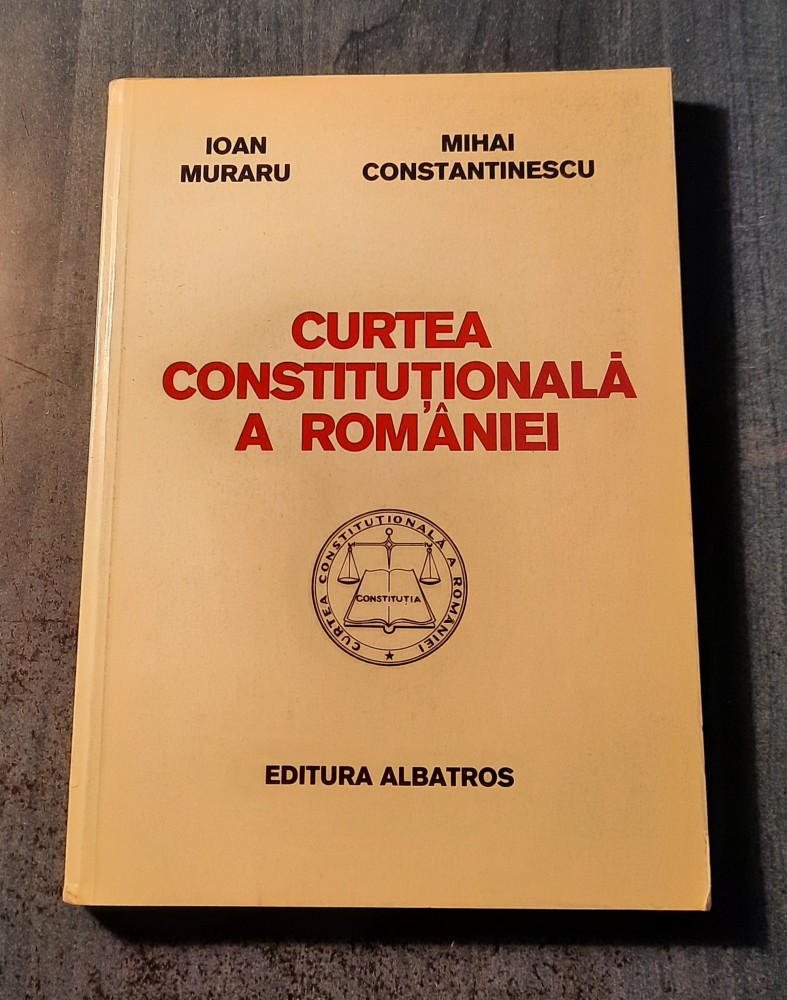 IOAN
MURARU
MIHAI
CONSTANTINESCU
CURTEA
CONSTITUȚIONALĂ
A ROMÂNIEI
CURTEA CONSTITUȚIONALĂ A ROMÂNIEI
CONSTITUȚIA
EDITURA ALBATROS